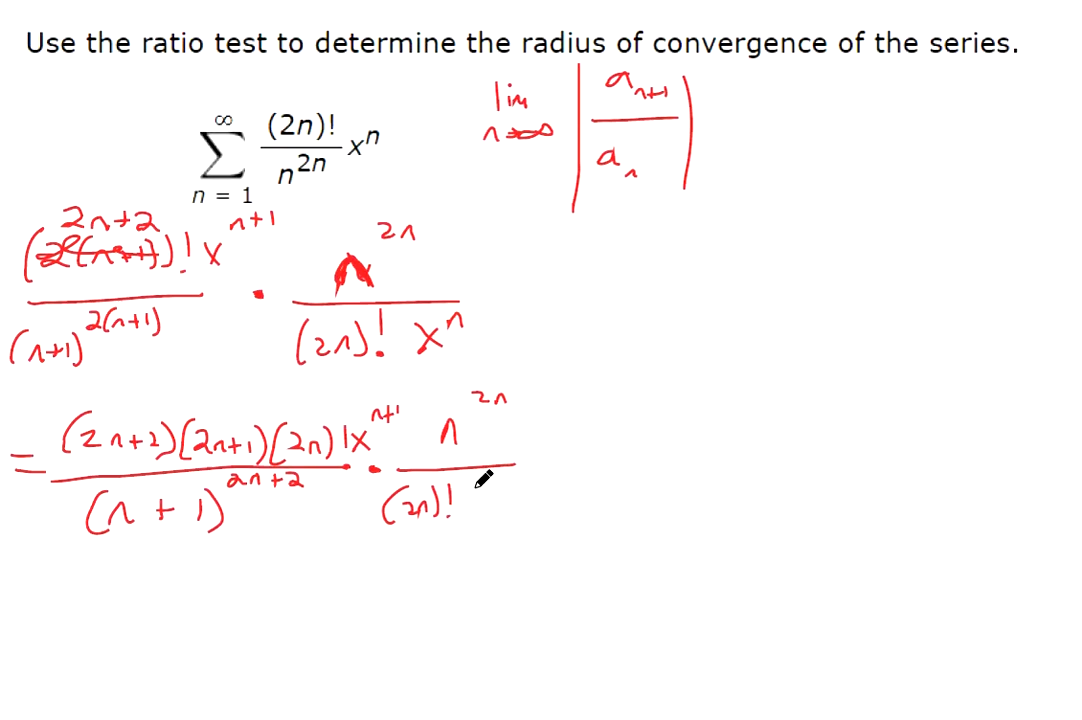 Use the ratio test to determine the radius of convergence of the series.
lim n→∞ | a_{n+1} / a_n |
∞ Σ n = 1 (2n)! / n^{2n} x^n
2n+2
(2(n+1))! x^{n+1} / (n+1)^{2(n+1)} · n^{2n} / (2n)! x^n
= (2n+2)(2n+1)(2n)! x^{n+1} / (n+1)^{2n+2} · n^{2n} / (2n)!